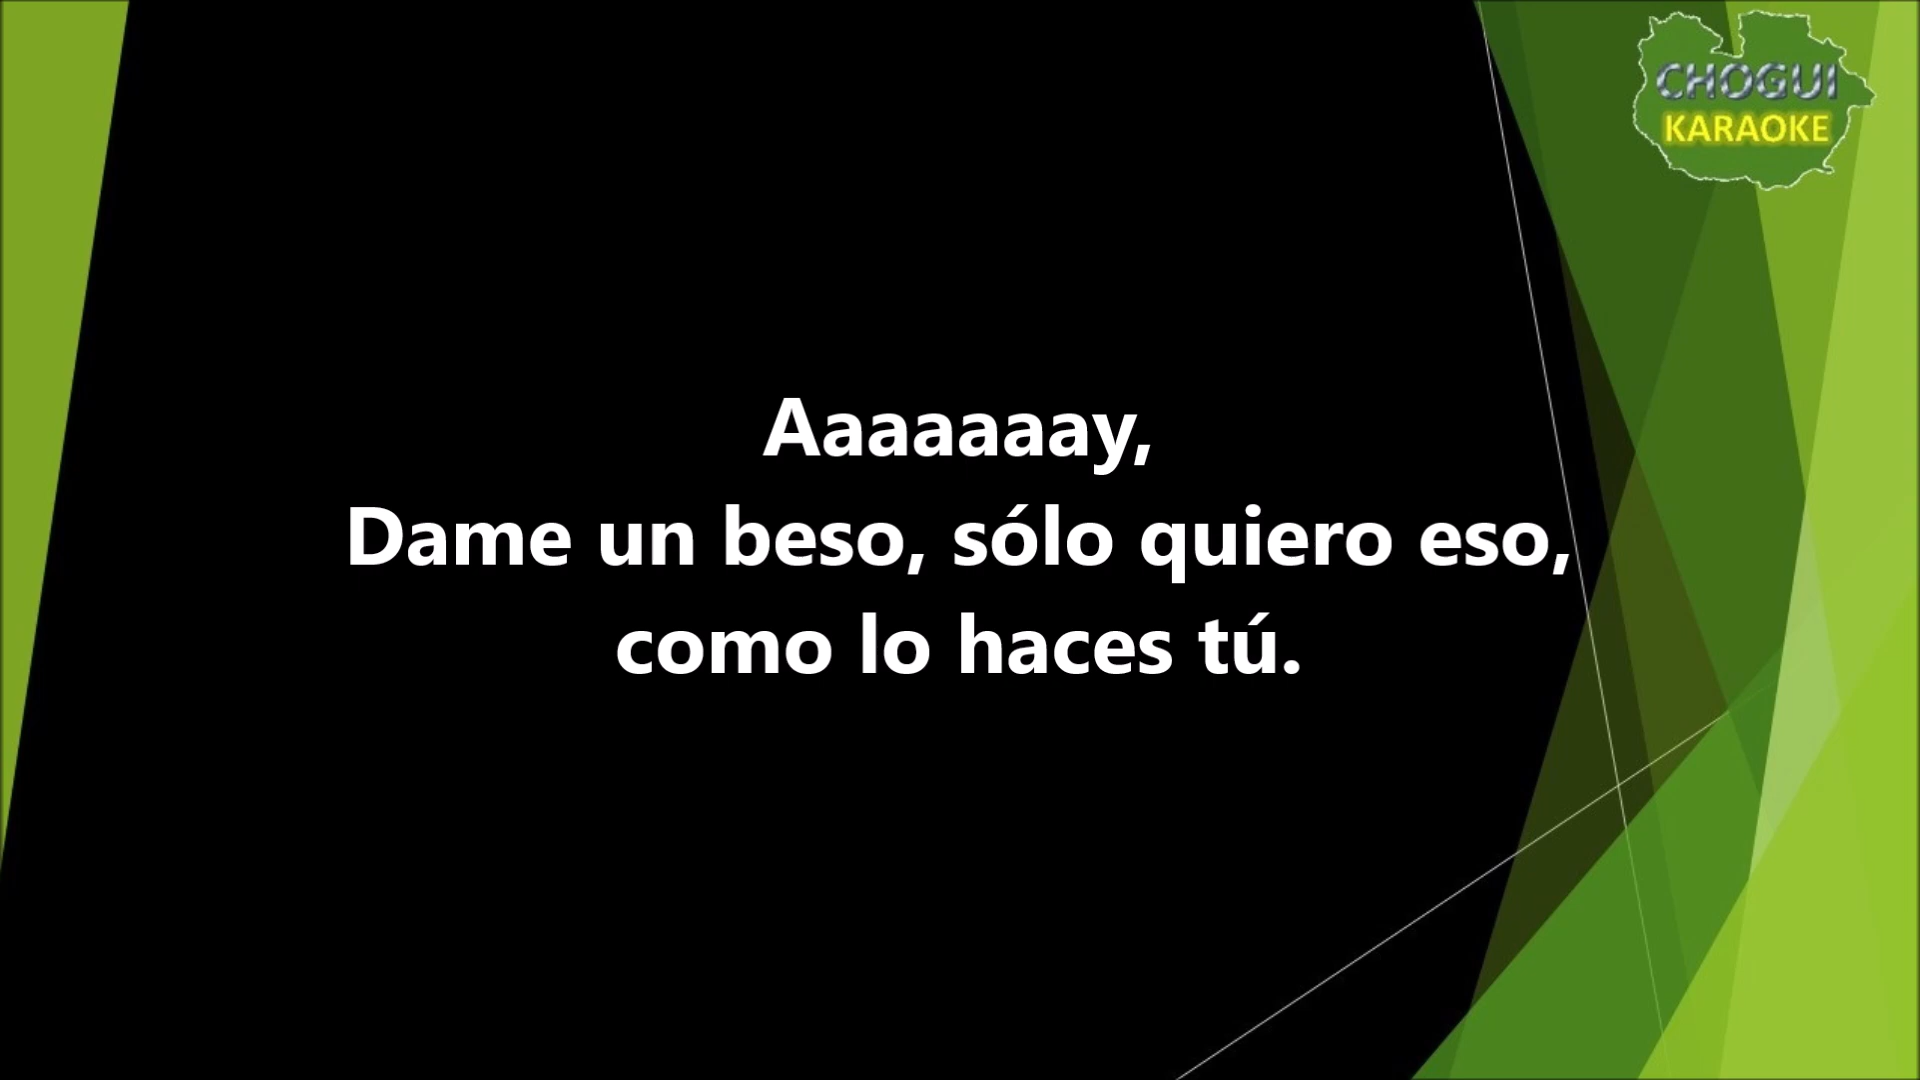 CHOGUI
KARAOKE
Aaaaaaay,
Dame un beso, sólo quiero eso,
como lo haces tú.